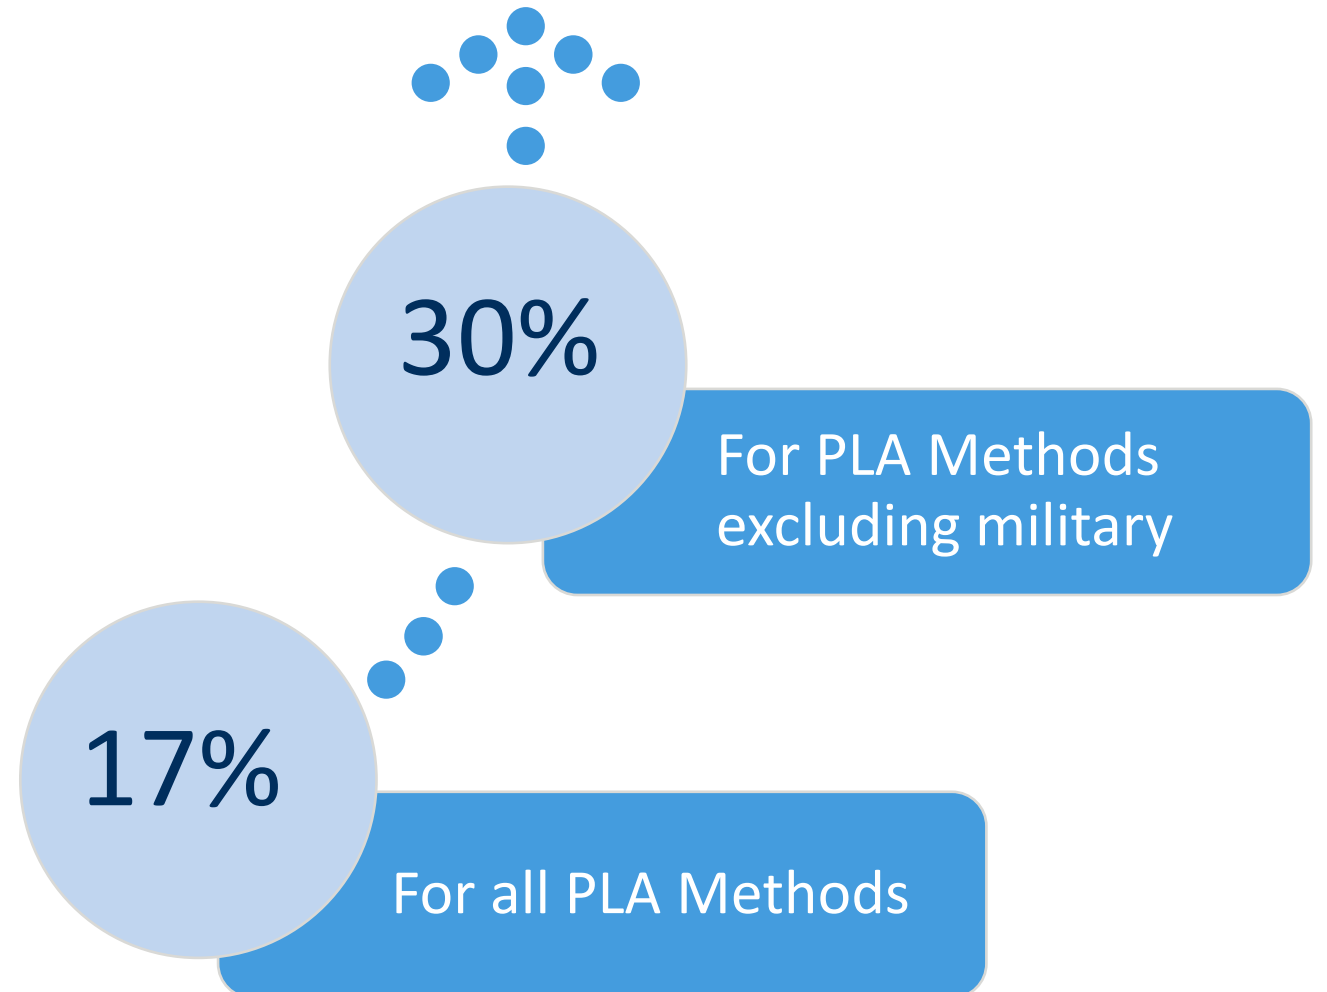 30%
For PLA Methods
excluding military
17%
For all PLA Methods